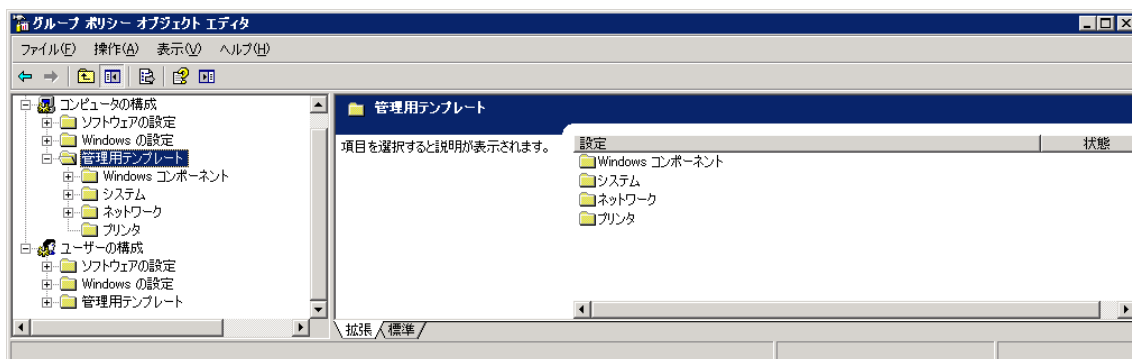 グループ ポリシー オブジェクト エディタ
ファイル(F) 操作(A) 表示(V) ヘルプ(H)
コンピュータの構成
ソフトウェアの設定
Windows の設定
管理用テンプレート
Windows コンポーネント
システム
ネットワーク
プリンタ
ユーザーの構成
ソフトウェアの設定
Windows の設定
管理用テンプレート
管理用テンプレート
項目を選択すると説明が表示されます。
設定 状態
Windows コンポーネント
システム
ネットワーク
プリンタ
拡張 標準